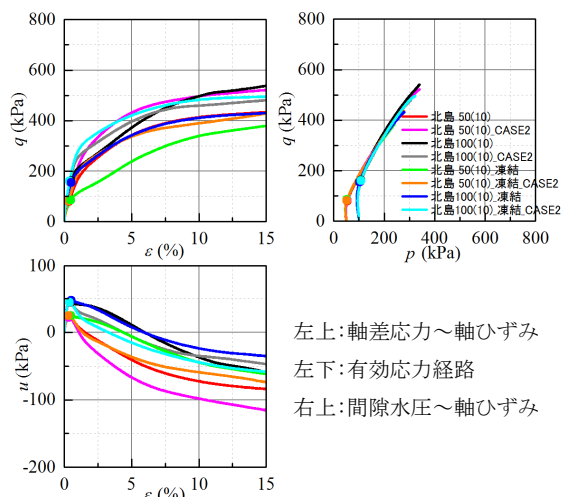 800
600
400
200
0
q (kPa)
0 5 10 15
ε (%)
800
600
400
200
0
q (kPa)
0 200 400 600 800
p (kPa)
北島 50(10)
北島 50(10)_CASE2
北島100(10)
北島100(10)_CASE2
北島 50(10)_凍結
北島 50(10)_凍結_CASE2
北島100(10)_凍結
北島100(10)_凍結_CASE2
100
0
-100
-200
u (kPa)
0 5 10 15
ε (%)
左上:軸差応力～軸ひずみ
左下:有効応力経路
右上:間隙水圧～軸ひずみ